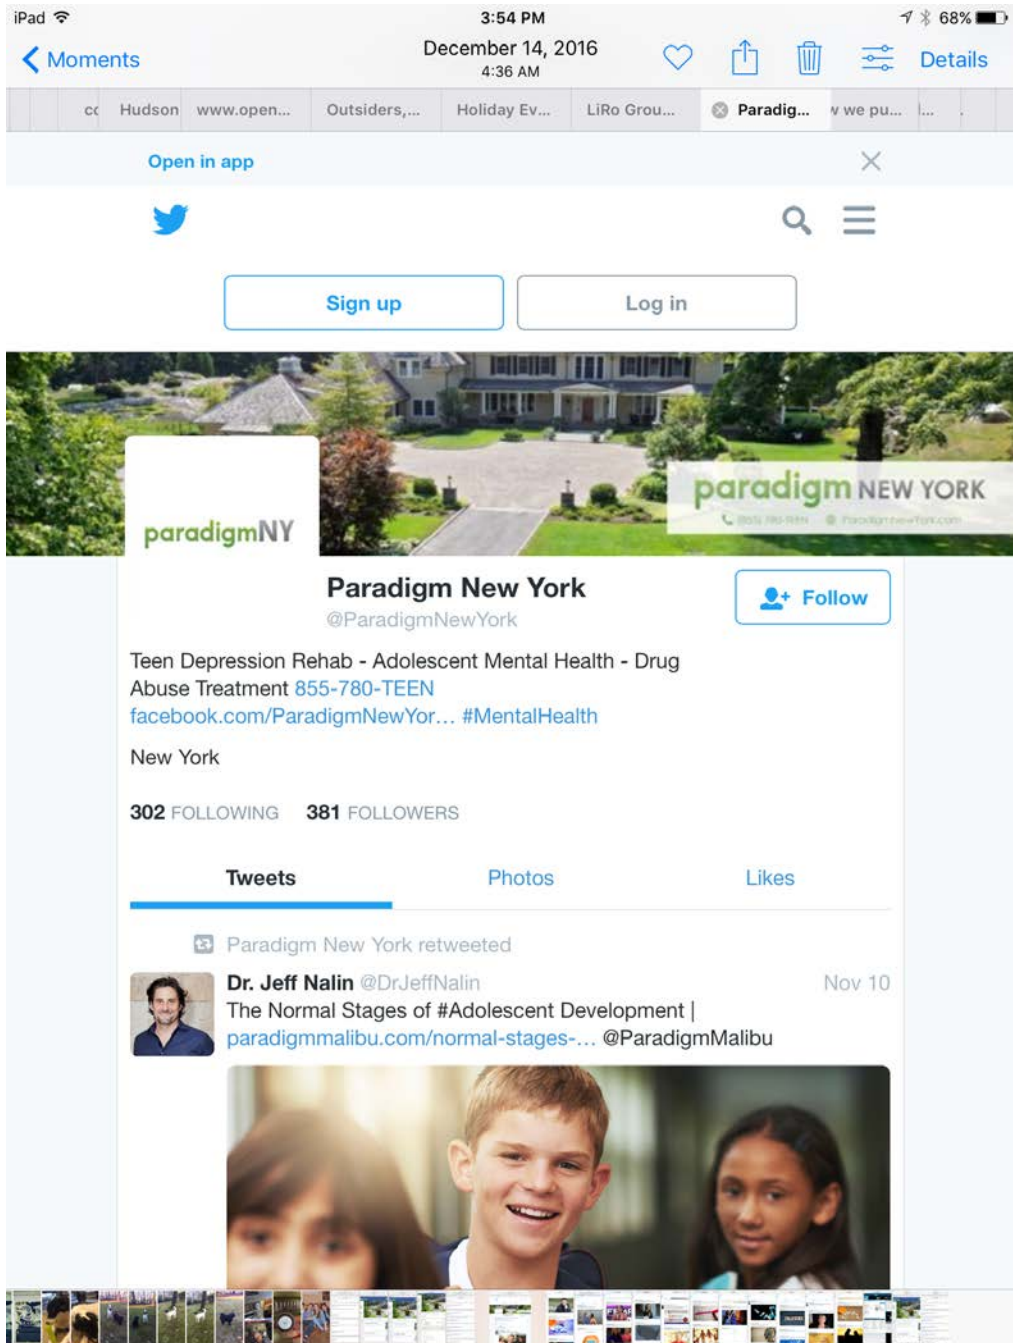 iPad 3:54 PM 68%
Moments December 14, 2016 Details
4:36 AM
Hudson www.open... Outsiders,... Holiday Ev... LiRo Grou... Paradig... we pu...
Open in app
Sign up Log in
paradigm NEW YORK
paradigmNY
Paradigm New York
Follow
@ParadigmNewYork
Teen Depression Rehab - Adolescent Mental Health - Drug
Abuse Treatment 855-780-TEEN
facebook.com/ParadigmNewYor... #MentalHealth
New York
302 FOLLOWING 381 FOLLOWERS
Tweets Photos Likes
Paradigm New York retweeted
Dr. Jeff Nalin @DrJeffNalin Nov 10
The Normal Stages of #Adolescent Development |
paradigmmalibu.com/normal-stages-... @ParadigmMalibu